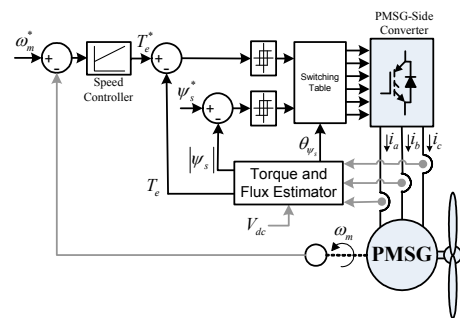 PMSG-Side
Converter
ω*m
T*e
Speed
Controller
ψ*s
Switching
Table
ia
ib
ic
|ψs|
θψs
Te
Torque and
Flux Estimator
Vdc
ωm
PMSG